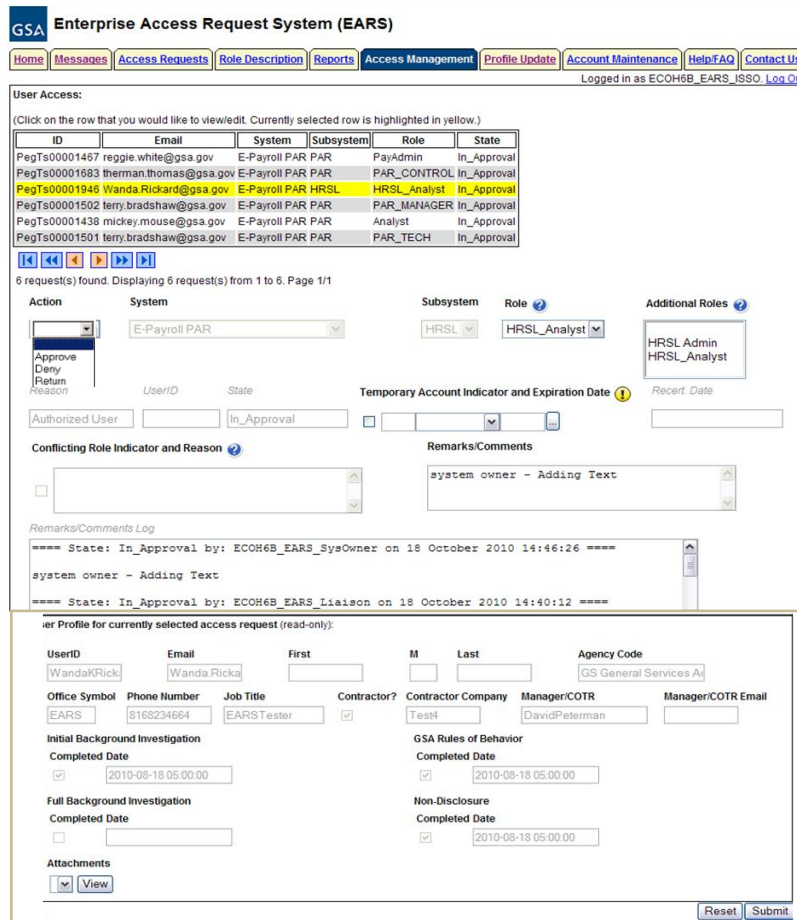 GSA Enterprise Access Request System (EARS)
Home Messages Access Requests Role Description Reports Access Management Profile Update Account Maintenance Help/FAQ Contact Us
Logged in as ECOH6B_EARS_ISSO. Log Ou
User Access:
(Click on the row that you would like to view/edit. Currently selected row is highlighted in yellow.)
ID Email System Subsystem Role State
PegTs00001467 reggie.white@gsa.gov E-Payroll PAR PAR PayAdmin In_Approval
PegTs00001683 therman.thomas@gsa.gov E-Payroll PAR PAR PAR_CONTROL In_Approval
PegTs00001946 Wanda.Rickard@gsa.gov E-Payroll PAR HRSL HRSL_Analyst In_Approval
PegTs00001502 terry.bradshaw@gsa.gov E-Payroll PAR PAR PAR_MANAGER In_Approval
PegTs00001438 mickey.mouse@gsa.gov E-Payroll PAR PAR Analyst In_Approval
PegTs00001501 terry.bradshaw@gsa.gov E-Payroll PAR PAR PAR_TECH In_Approval
6 request(s) found. Displaying 6 request(s) from 1 to 6. Page 1/1
Action System Subsystem Role Additional Roles
E-Payroll PAR HRSL HRSL_Analyst
HRSL Admin
HRSL_Analyst
Approve
Deny
Return
Reason UserID State Temporary Account Indicator and Expiration Date Recert. Date
Authorized User In_Approval
Conflicting Role Indicator and Reason Remarks/Comments
system owner - Adding Text
Remarks/Comments Log
==== State: In_Approval by: ECOH6B_EARS_SysOwner on 18 October 2010 14:46:26 ====
system owner - Adding Text
==== State: In_Approval by: ECOH6B_EARS_Liaison on 18 October 2010 14:40:12 ====
er Profile for currently selected access request (read-only):
UserID Email First M Last Agency Code
WandaKRick Wanda.Ricka GS General Services A
Office Symbol Phone Number Job Title Contractor? Contractor Company Manager/COTR Manager/COTR Email
EARS 8168234664 EARSTester Test4 DavidPeterman
Initial Background Investigation GSA Rules of Behavior
Completed Date Completed Date
2010-08-18 05:00:00 2010-08-18 05:00:00
Full Background Investigation Non-Disclosure
Completed Date Completed Date
2010-08-18 05:00:00
Attachments
View
Reset Submit